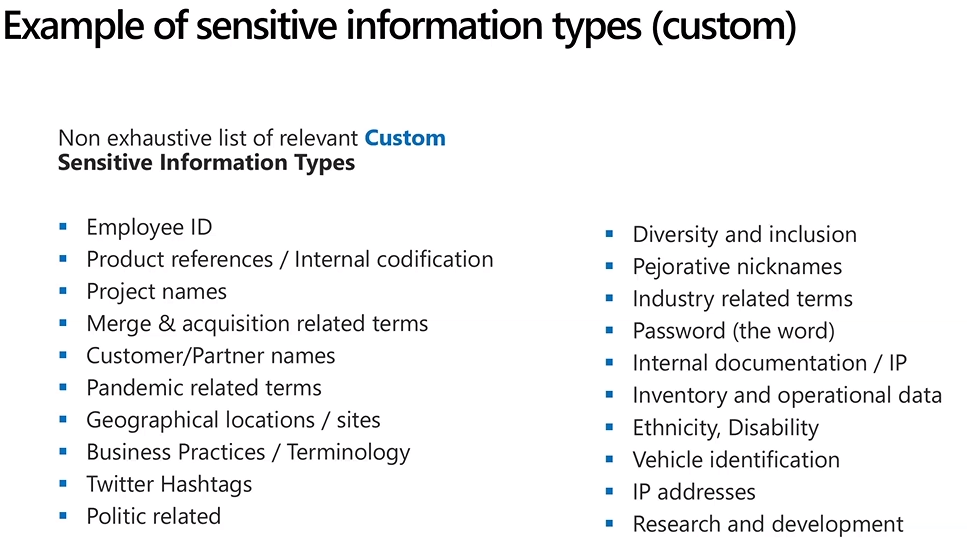 Example of sensitive information types (custom)
Non exhaustive list of relevant Custom
Sensitive Information Types
▪ Employee ID
▪ Product references / Internal codification
▪ Project names
▪ Merge & acquisition related terms
▪ Customer/Partner names
▪ Pandemic related terms
▪ Geographical locations / sites
▪ Business Practices / Terminology
▪ Twitter Hashtags
▪ Politic related
▪ Diversity and inclusion
▪ Pejorative nicknames
▪ Industry related terms
▪ Password (the word)
▪ Internal documentation / IP
▪ Inventory and operational data
▪ Ethnicity, Disability
▪ Vehicle identification
▪ IP addresses
▪ Research and development